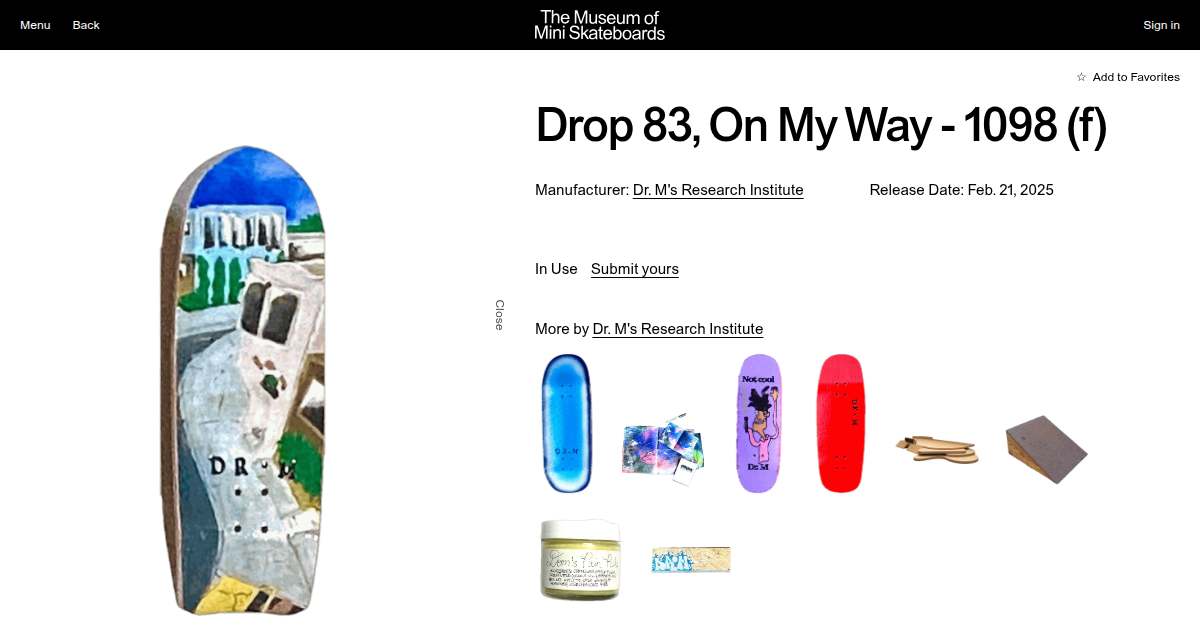 Menu
Back
The Museum of
Mini Skateboards
Sign in
☆ Add to Favorites
Drop 83, On My Way - 1098 (f)
Manufacturer: Dr. M's Research Institute
Release Date: Feb. 21, 2025
In Use
Submit yours
Close
More by Dr. M's Research Institute
DR · M
DR · M
Not cool
Dr.M
DR · M